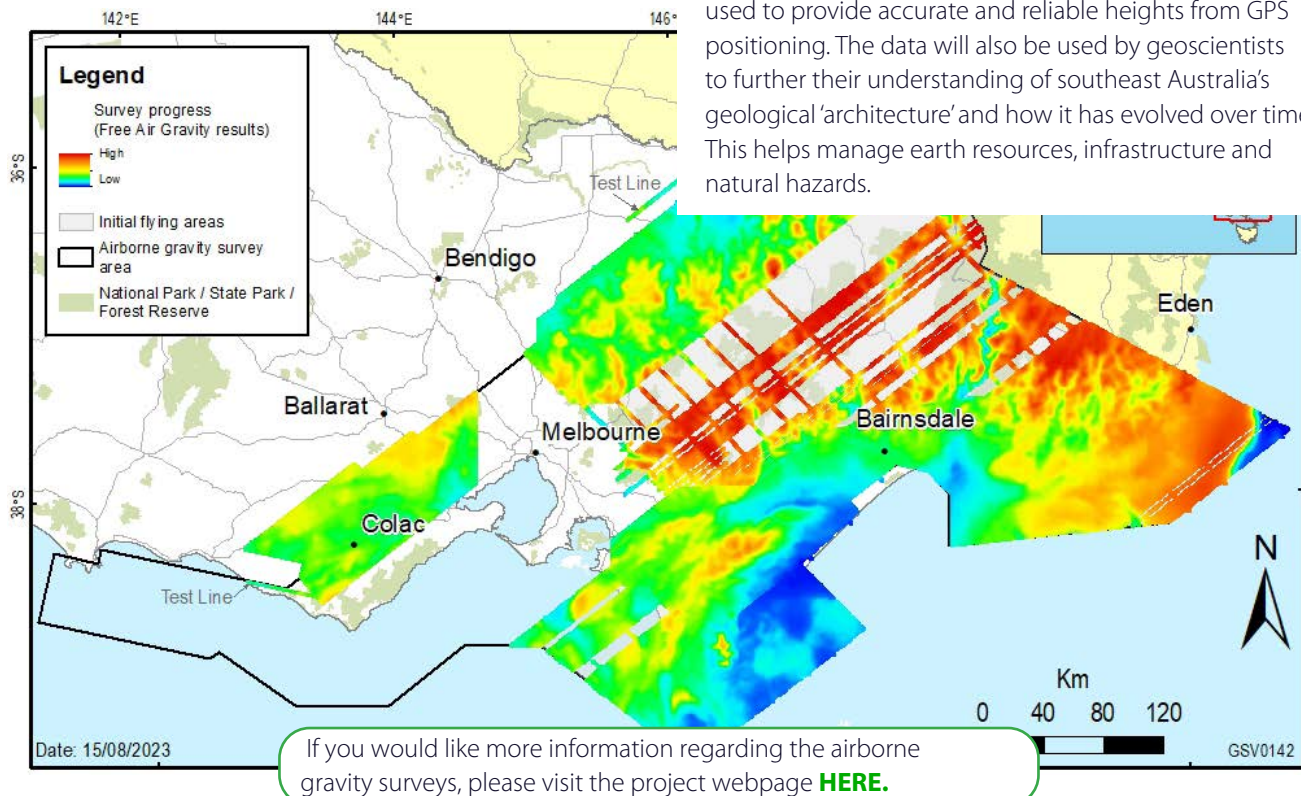 142°E
144°E
146°
used to provide accurate and reliable heights from GPS
positioning. The data will also be used by geoscientists
to further their understanding of southeast Australia's
geological 'architecture' and how it has evolved over time
This helps manage earth resources, infrastructure and
natural hazards.
Legend
Survey progress
(Free Air Gravity results)
High
Low
Initial flying areas
Airborne gravity survey
area
National Park / State Park /
Forest Reserve
36°S
Test Line
Bendigo
Eden
Ballarat
Melbourne
Bairnsdale
38°S
Colac
Test Line
N
Km
0 40 80 120
Date: 15/08/2023
GSV0142
If you would like more information regarding the airborne
gravity surveys, please visit the project webpage HERE.